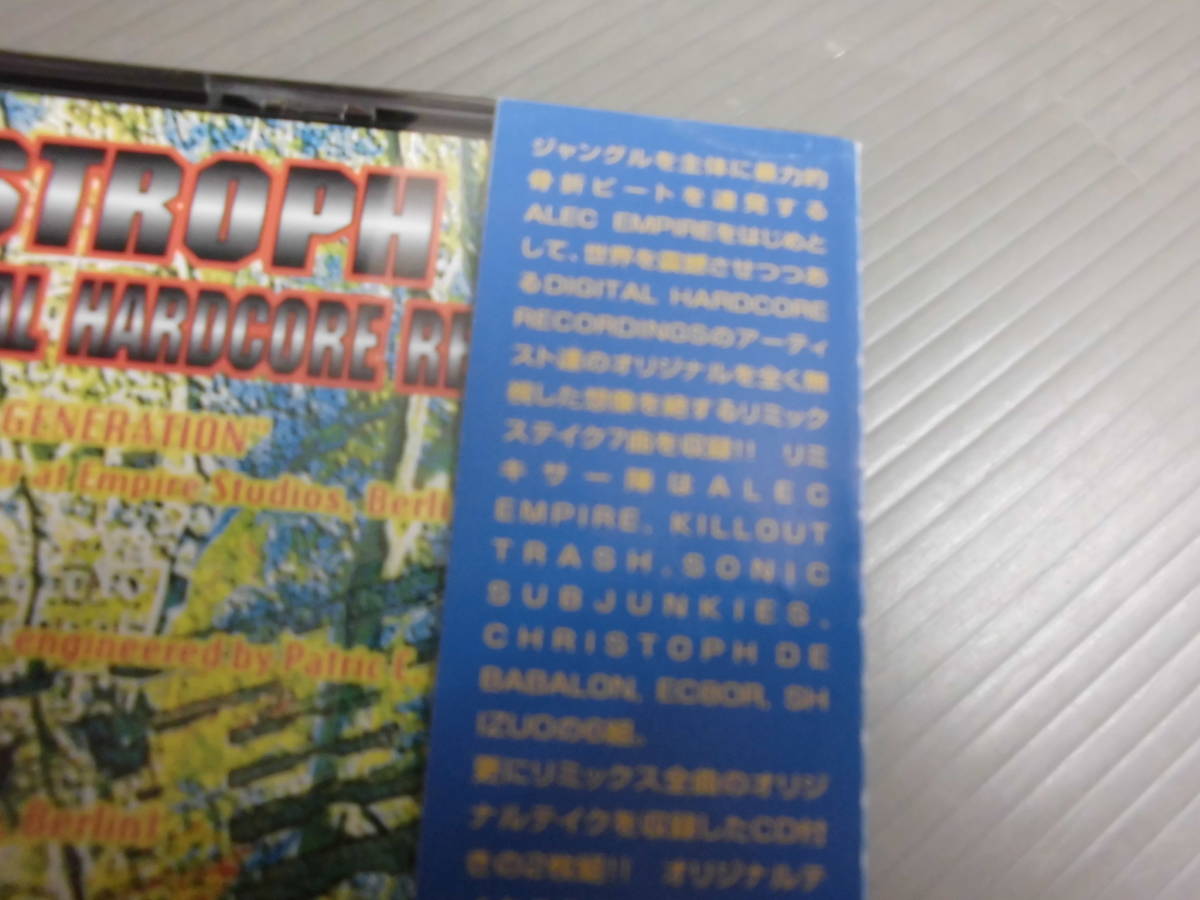 STROPH
AL HARDCORE RE
GENERATION"
er at Empire Studios, Berli
engineered by Patric C.
Berlin!
ジャングルを主体に暴力的
骨折ビートを連発する
ALEC EMPIREをはじめと
して、世界を震撼させつつあ
るDIGITAL HARDCORE
RECORDINGSのアーティ
スト達のオリジナルを全く無
視した想像を絶するリミック
ステイク7曲を収録!! リミ
キサー陣はALEC
EMPIRE、KILLOUT
TRASH、SONIC
SUBJUNKIES、
CHRISTOPH DE
BABALON、EC8OR、SH
IZUOの6組。
更にリミックス全曲のオリジ
ナルテイクを収録したCD付
きの2枚組!! オリジナルテ